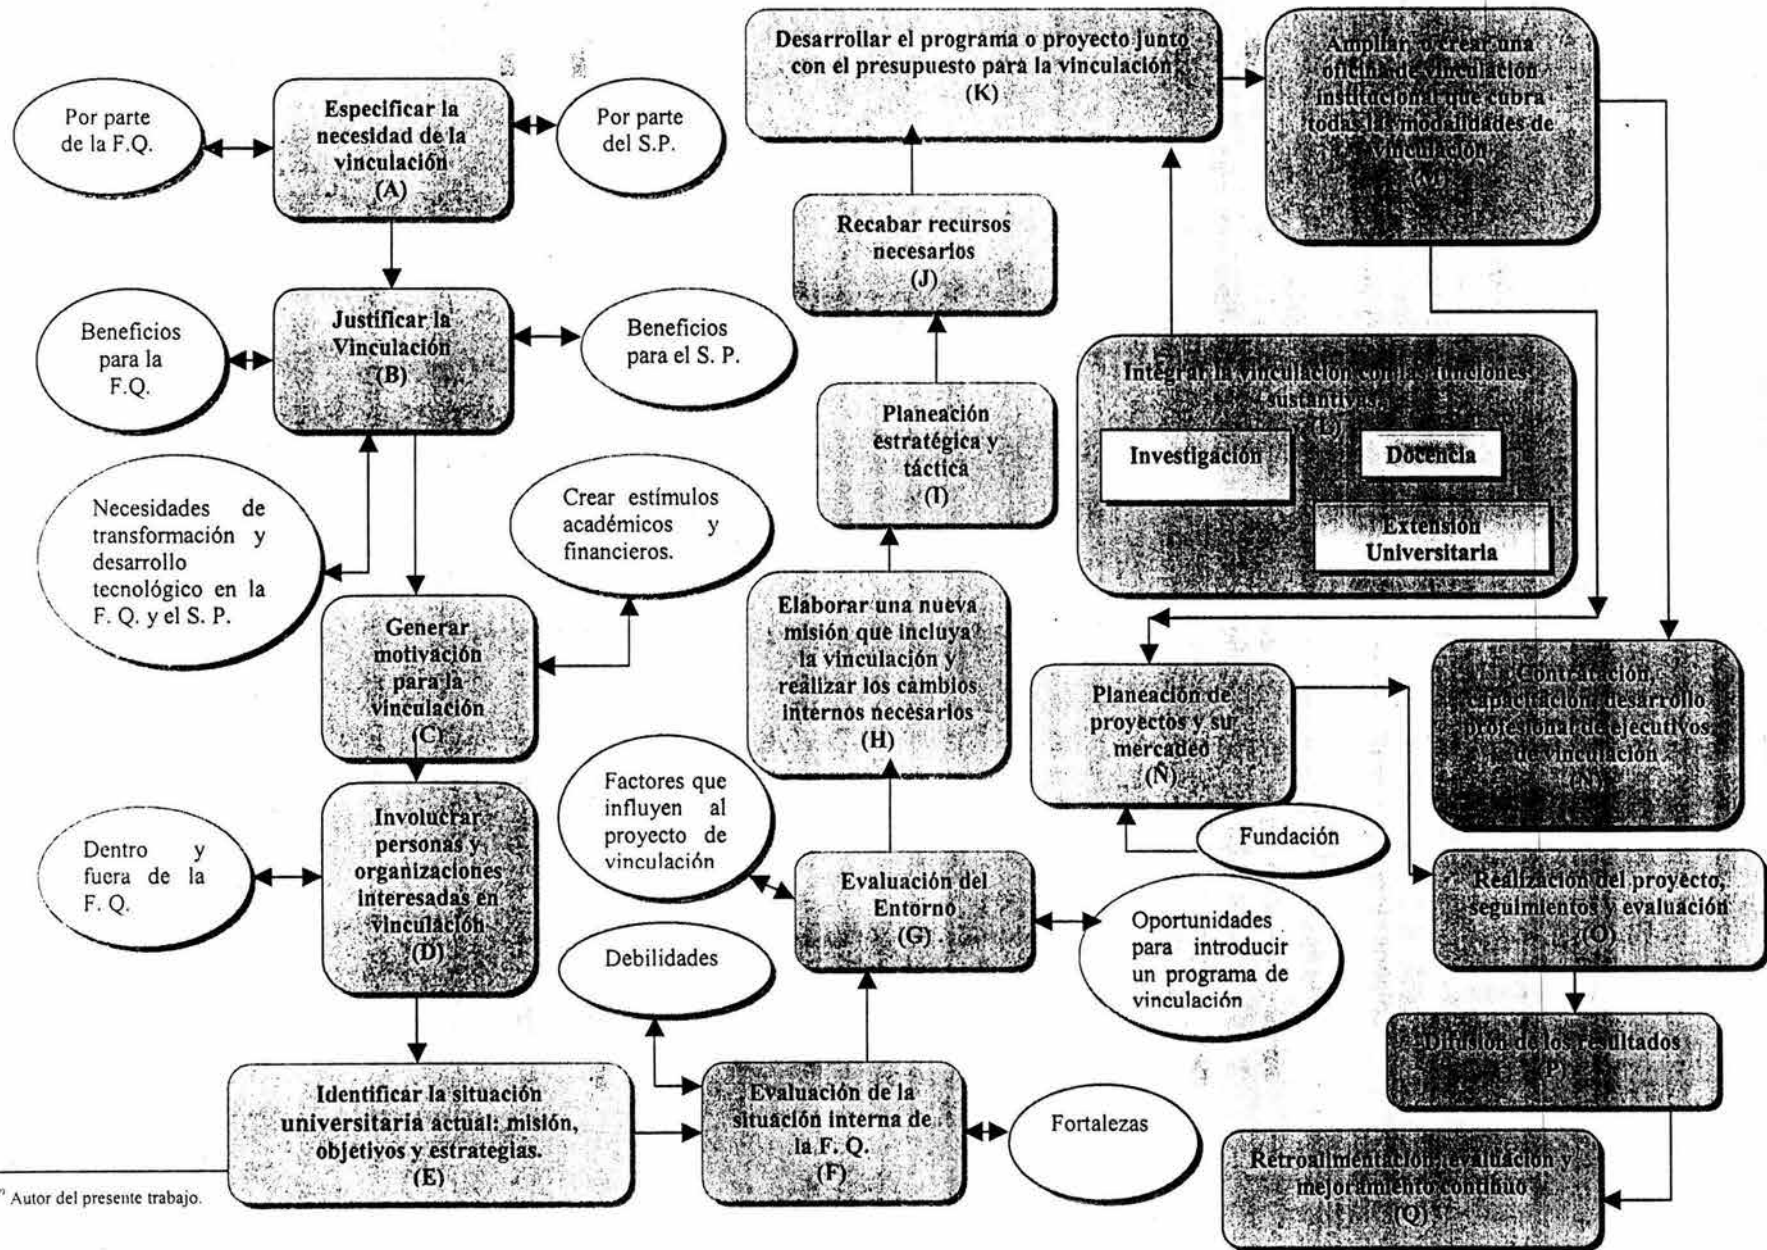 Por parte
de la F.Q.
Especificar la
necesidad de la
vinculación
(A)
Por parte
del S.P.
Beneficios
para la
F.Q.
Justificar la
Vinculación
(B)
Beneficios
para el S. P.
Necesidades de
transformación y
desarrollo
tecnológico en la
F. Q. y el S. P.
Crear estímulos
académicos y
financieros.
Generar
motivación
para la
vinculación
(C)
Dentro y
fuera de la
F. Q.
Involucrar
personas y
organizaciones
interesadas en
vinculación
(D)
Identificar la situación
universitaria actual: misión,
objetivos y estrategias.
(E)
Debilidades
Evaluación de la
situación interna de
la F. Q.
(F)
Fortalezas
Factores que
influyen al
proyecto de
vinculación
Evaluación del
Entorno
(G)
Oportunidades
para introducir
un programa de
vinculación
Elaborar una nueva
misión que incluya
la vinculación y
realizar los cambios
internos necesarios
(H)
Planeación
estratégica y
táctica
(I)
Recabar recursos
necesarios
(J)
Desarrollar el programa o proyecto junto
con el presupuesto para la vinculación
(K)
Ampliar o crear una
oficina de vinculación
institucional que cubra
todas las modalidades de
vinculación
(M)
Integrar la vinculación con las funciones
sustantivas
(L)
Investigación
Docencia
Extensión
Universitaria
Planeación de
proyectos y su
mercadeo
(Ñ)
Fundación
Contratación,
capacitación, desarrollo
profesional de ejecutivos
de vinculación
(N)
Realización del proyecto,
seguimientos y evaluación
(O)
Difusión de los resultados
(P)
Retroalimentación, evaluación y
mejoramiento continuo
(Q)
Autor del presente trabajo.